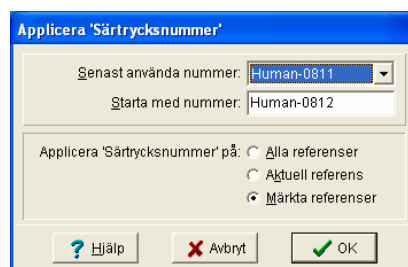 Applicera 'Särtrycksnummer'
Senast använda nummer: Human-0811
Starta med nummer: Human-0812
Applicera 'Särtrycksnummer' på: Alla referenser
Aktuell referens
Märkta referenser
? Hjälp Avbryt OK